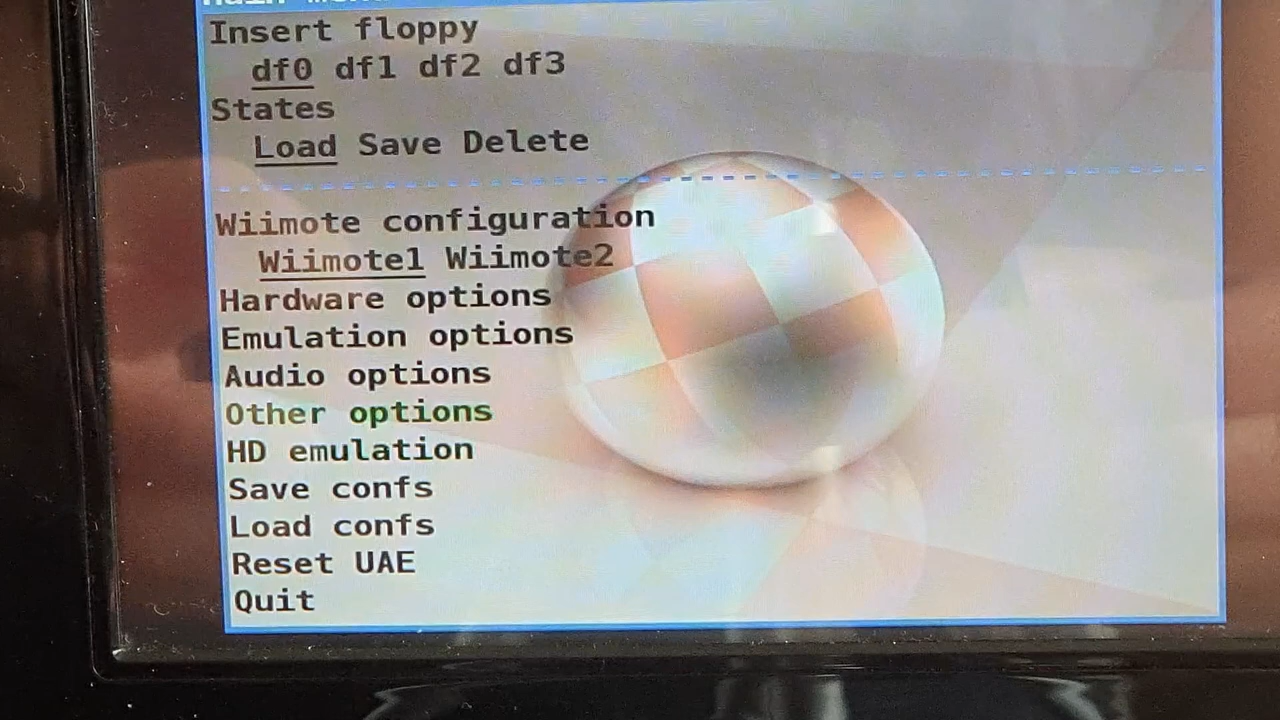 Insert floppy
df0 df1 df2 df3
States
Load Save Delete
Wiimote configuration
Wiimote1 Wiimote2
Hardware options
Emulation options
Audio options
Other options
HD emulation
Save confs
Load confs
Reset UAE
Quit